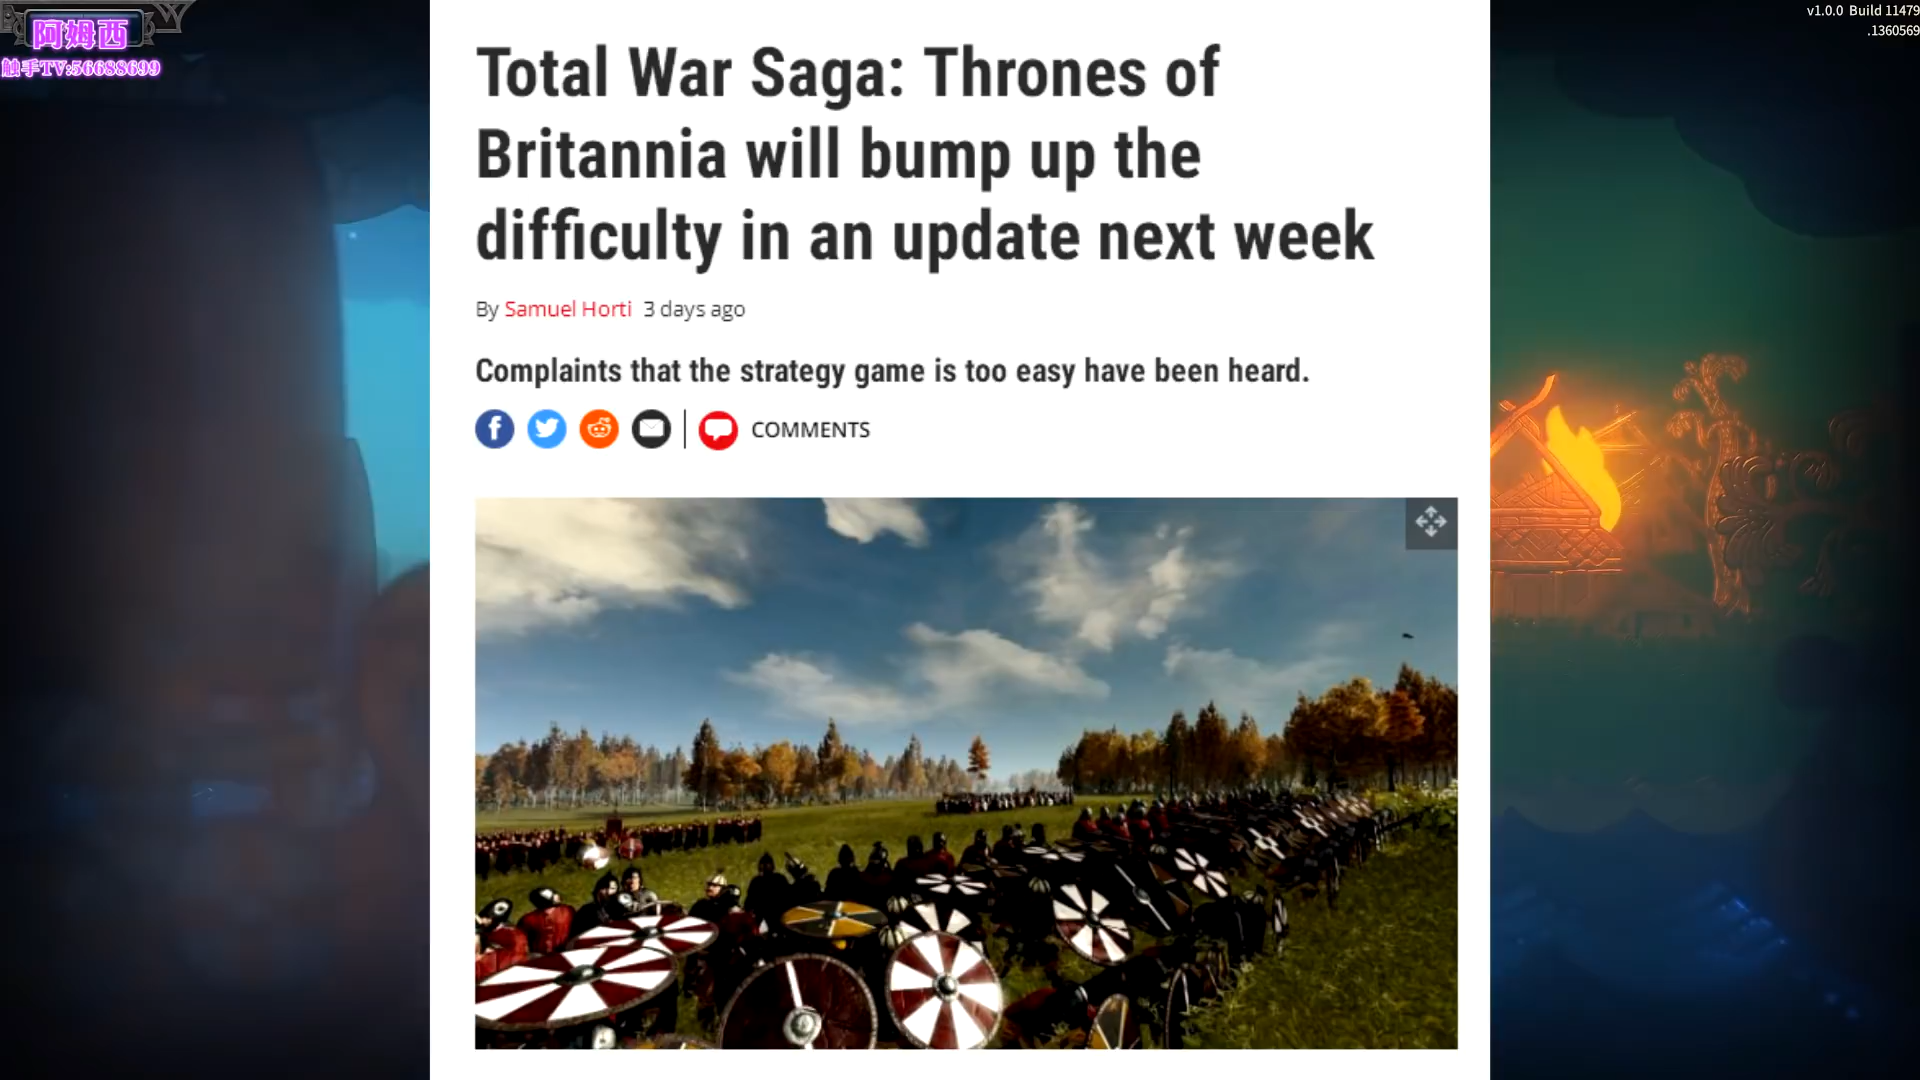 阿姆西
触手TV:56688699
v1.0.0 Build 11479
.1360569
Total War Saga: Thrones of
Britannia will bump up the
difficulty in an update next week
By Samuel Horti 3 days ago
Complaints that the strategy game is too easy have been heard.
COMMENTS